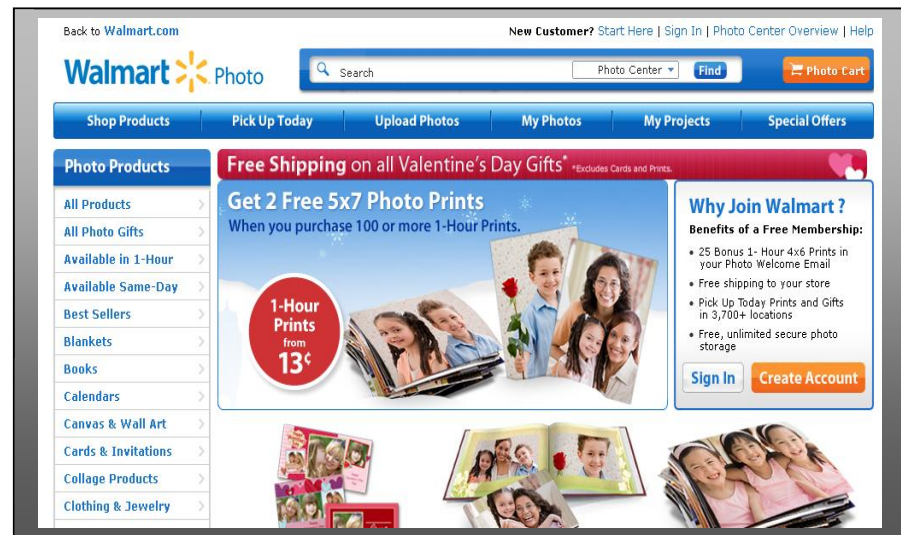 Back to Walmart.com
New Customer? Start Here | Sign In | Photo Center Overview | Help
Walmart Photo
Search
Photo Center
Find
Photo Cart
Shop Products
Pick Up Today
Upload Photos
My Photos
My Projects
Special Offers
Photo Products
All Products
All Photo Gifts
Available in 1-Hour
Available Same-Day
Best Sellers
Blankets
Books
Calendars
Canvas & Wall Art
Cards & Invitations
Collage Products
Clothing & Jewelry
Free Shipping on all Valentine's Day Gifts* *Excludes Cards and Prints.
Get 2 Free 5x7 Photo Prints
When you purchase 100 or more 1-Hour Prints.
1-Hour
Prints
from
13¢
Why Join Walmart ?
Benefits of a Free Membership:
• 25 Bonus 1- Hour 4x6 Prints in
your Photo Welcome Email
• Free shipping to your store
• Pick Up Today Prints and Gifts
in 3,700+ locations
• Free, unlimited secure photo
storage
Sign In
Create Account